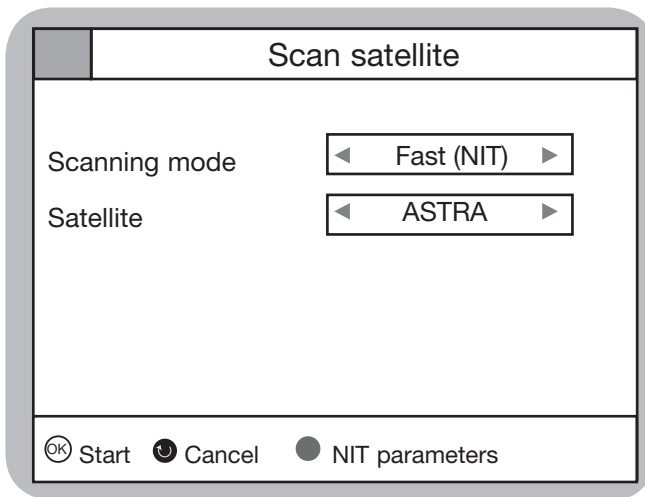 Scan satellite
Scanning mode ◀ Fast (NIT) ▶
Satellite ◀ ASTRA ▶
OK Start Cancel NIT parameters